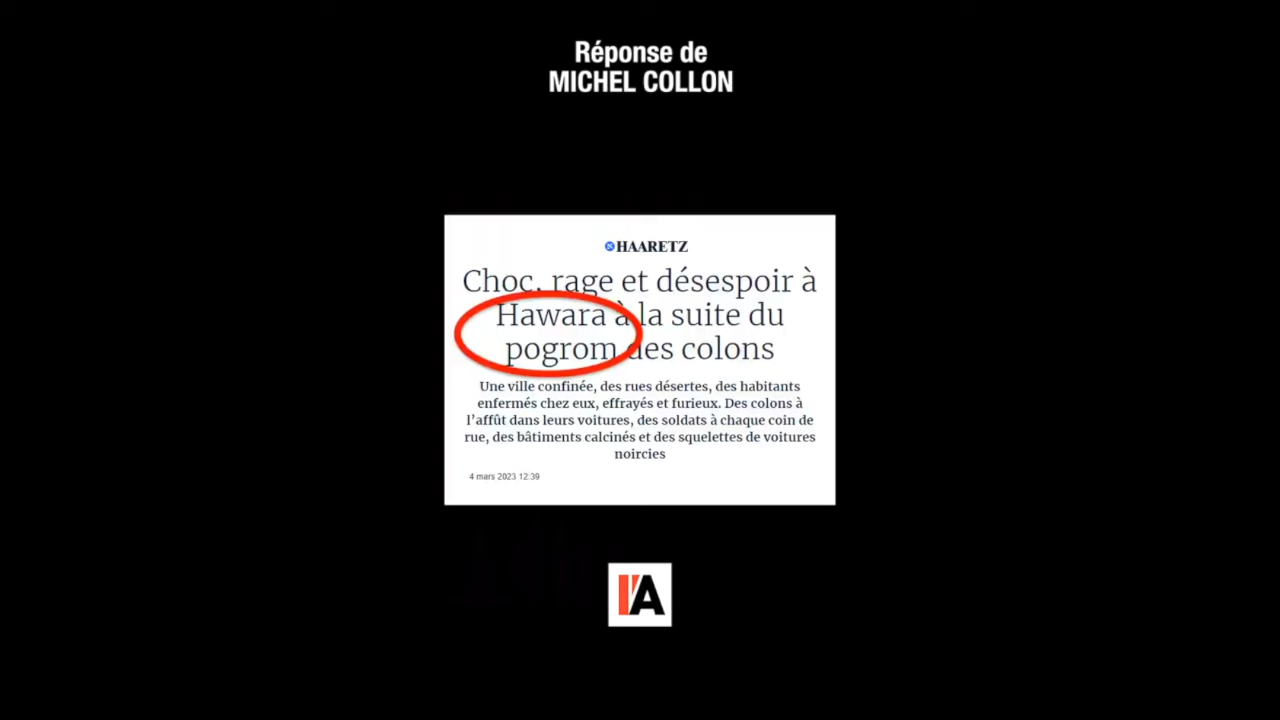 Réponse de
MICHEL COLLON
HAARETZ
Choc, rage et désespoir à
Hawara à la suite du
pogrom des colons
Une ville confinée, des rues désertes, des habitants
enfermés chez eux, effrayés et furieux. Des colons à
l'affût dans leurs voitures, des soldats à chaque coin de
rue, des bâtiments calcinés et des squelettes de voitures
noircies
4 mars 2023 12:39
I'A